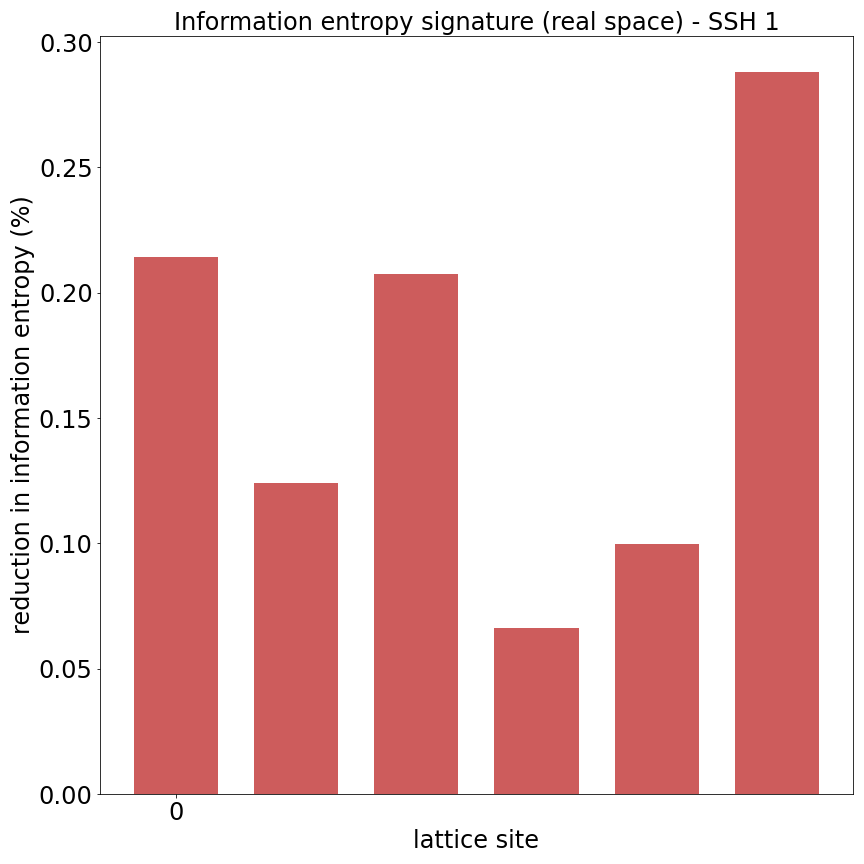 Information entropy signature (real space) - SSH 1
0.30
0.25
0.20
0.15
0.10
0.05
0.00
reduction in information entropy (%)
0
lattice site